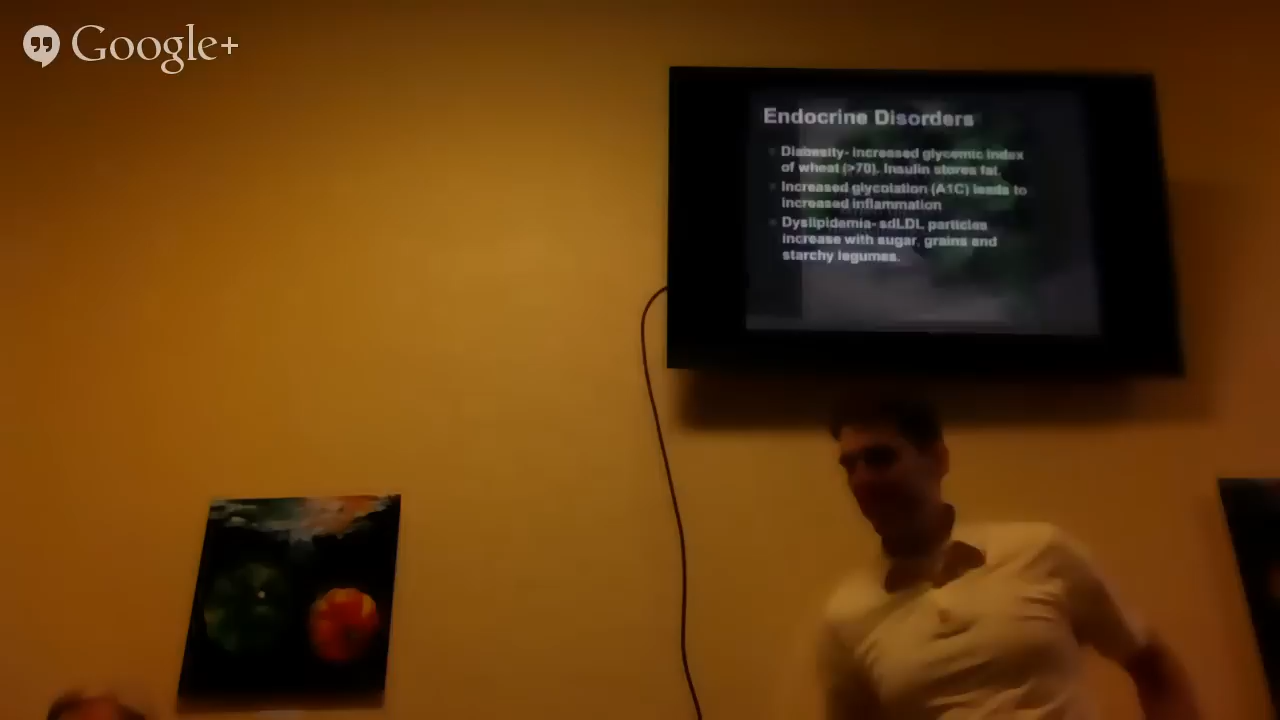 Google+
Endocrine Disorders
Diabesity- increased glycemic index
of wheat (>70). Insulin stores fat.
Increased glycolation (A1C) leads to
increased inflammation
Dyslipidemia- sdLDL particles
increase with sugar, grains and
starchy legumes.